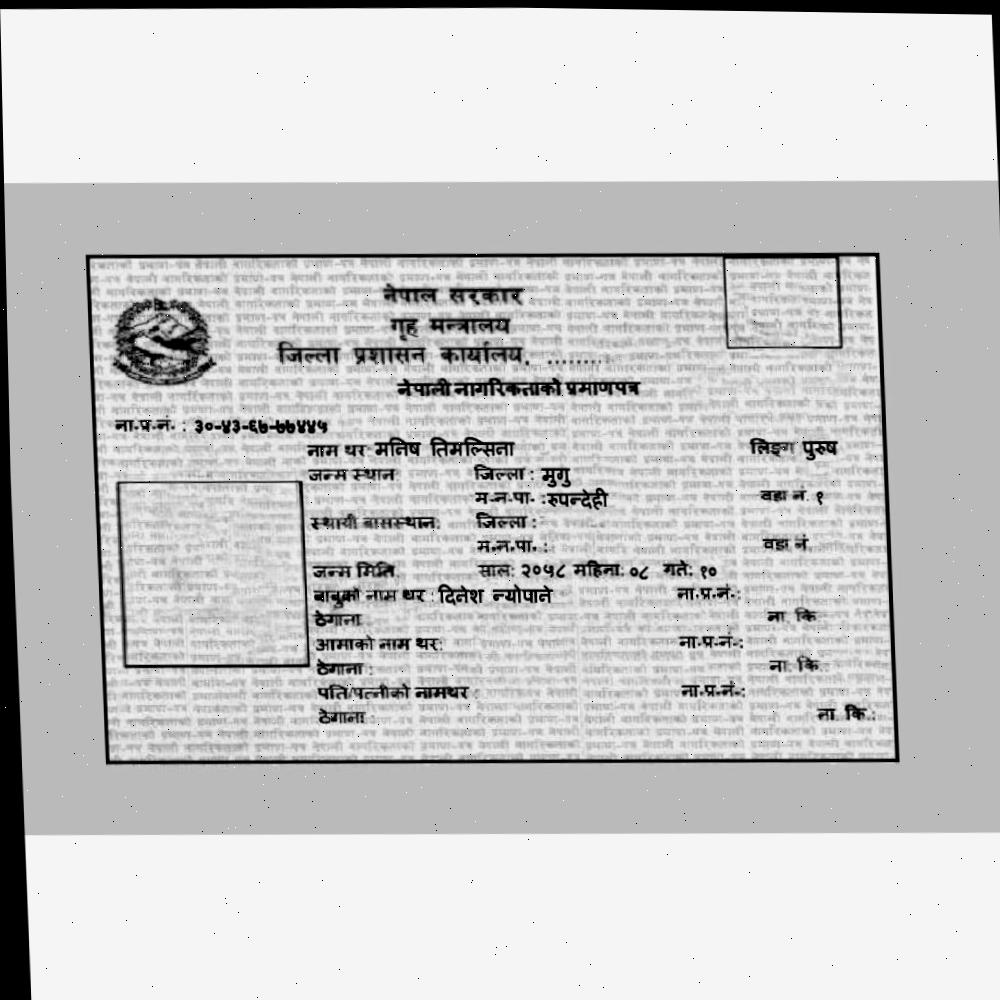 नेपाल सरकार
गृह मन्त्रालय
जिल्ला प्रशासन कार्यालय, .........
नेपाली नागरिकताको प्रमाणपत्र
ना.प्र.नं. : ३०-४३-६७-७७४४५
नाम थर: मनिष तिमल्सिना लिङ्ग पुरुष
जन्म स्थान जिल्ला : मुगु
म.न.पा. :रुपन्देही वडा नं. १
स्थायी बासस्थान: जिल्ला :
म.न.पा. : वडा नं.
जन्म मिति: साल: २०५८ महिना: ०८ गते: १०
बाबुको नाम थर : दिनेश न्योपाने ना.प्र.नं.:
ठेगाना ना. कि.
आमाको नाम थर: ना.प्र.नं.:
ठेगाना : ना. कि.
पति/पत्नीको नामथर : ना.प्र.नं.:
ठेगाना : ना. कि.: